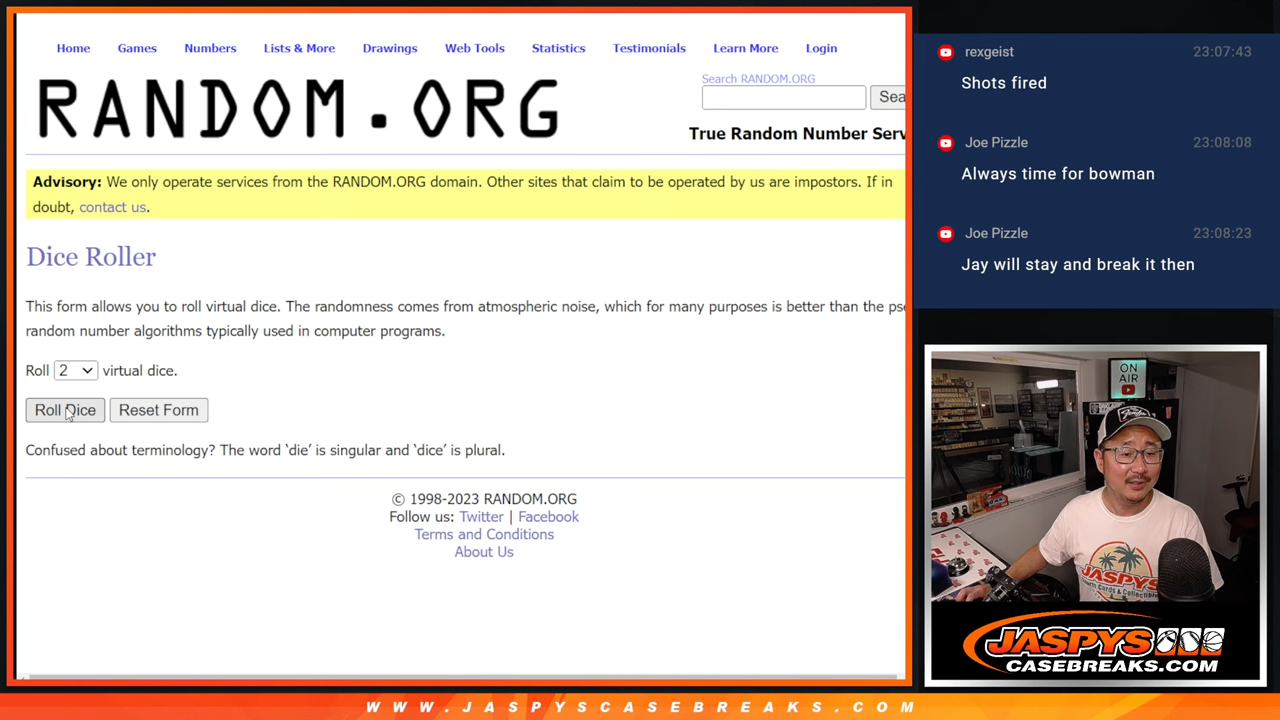 Home Games Numbers Lists & More Drawings Web Tools Statistics Testimonials Learn More Login
RANDOM.ORG
Search RANDOM.ORG
Sea
True Random Number Serv
Advisory: We only operate services from the RANDOM.ORG domain. Other sites that claim to be operated by us are impostors. If in
doubt, contact us.
Dice Roller
This form allows you to roll virtual dice. The randomness comes from atmospheric noise, which for many purposes is better than the pse
random number algorithms typically used in computer programs.
Roll 2 virtual dice.
Roll Dice Reset Form
Confused about terminology? The word ‘die’ is singular and ‘dice’ is plural.
© 1998-2023 RANDOM.ORG
Follow us: Twitter | Facebook
Terms and Conditions
About Us
rexgeist 23:07:43
Shots fired
Joe Pizzle 23:08:08
Always time for bowman
Joe Pizzle 23:08:23
Jay will stay and break it then
ON
AIR
JASPYS
JASPYS
CASEBREAKS.COM
WWW.JASPYSCASEBREAKS.COM